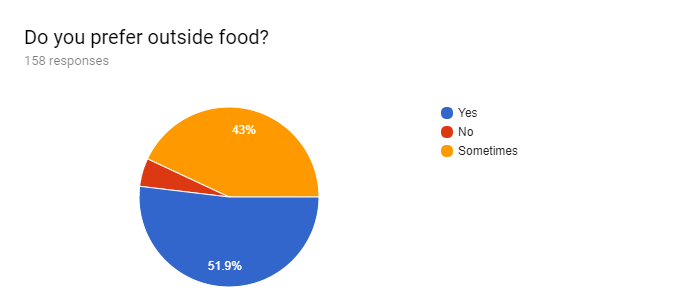 Do you prefer outside food?
158 responses
43%
51.9%
Yes
No
Sometimes